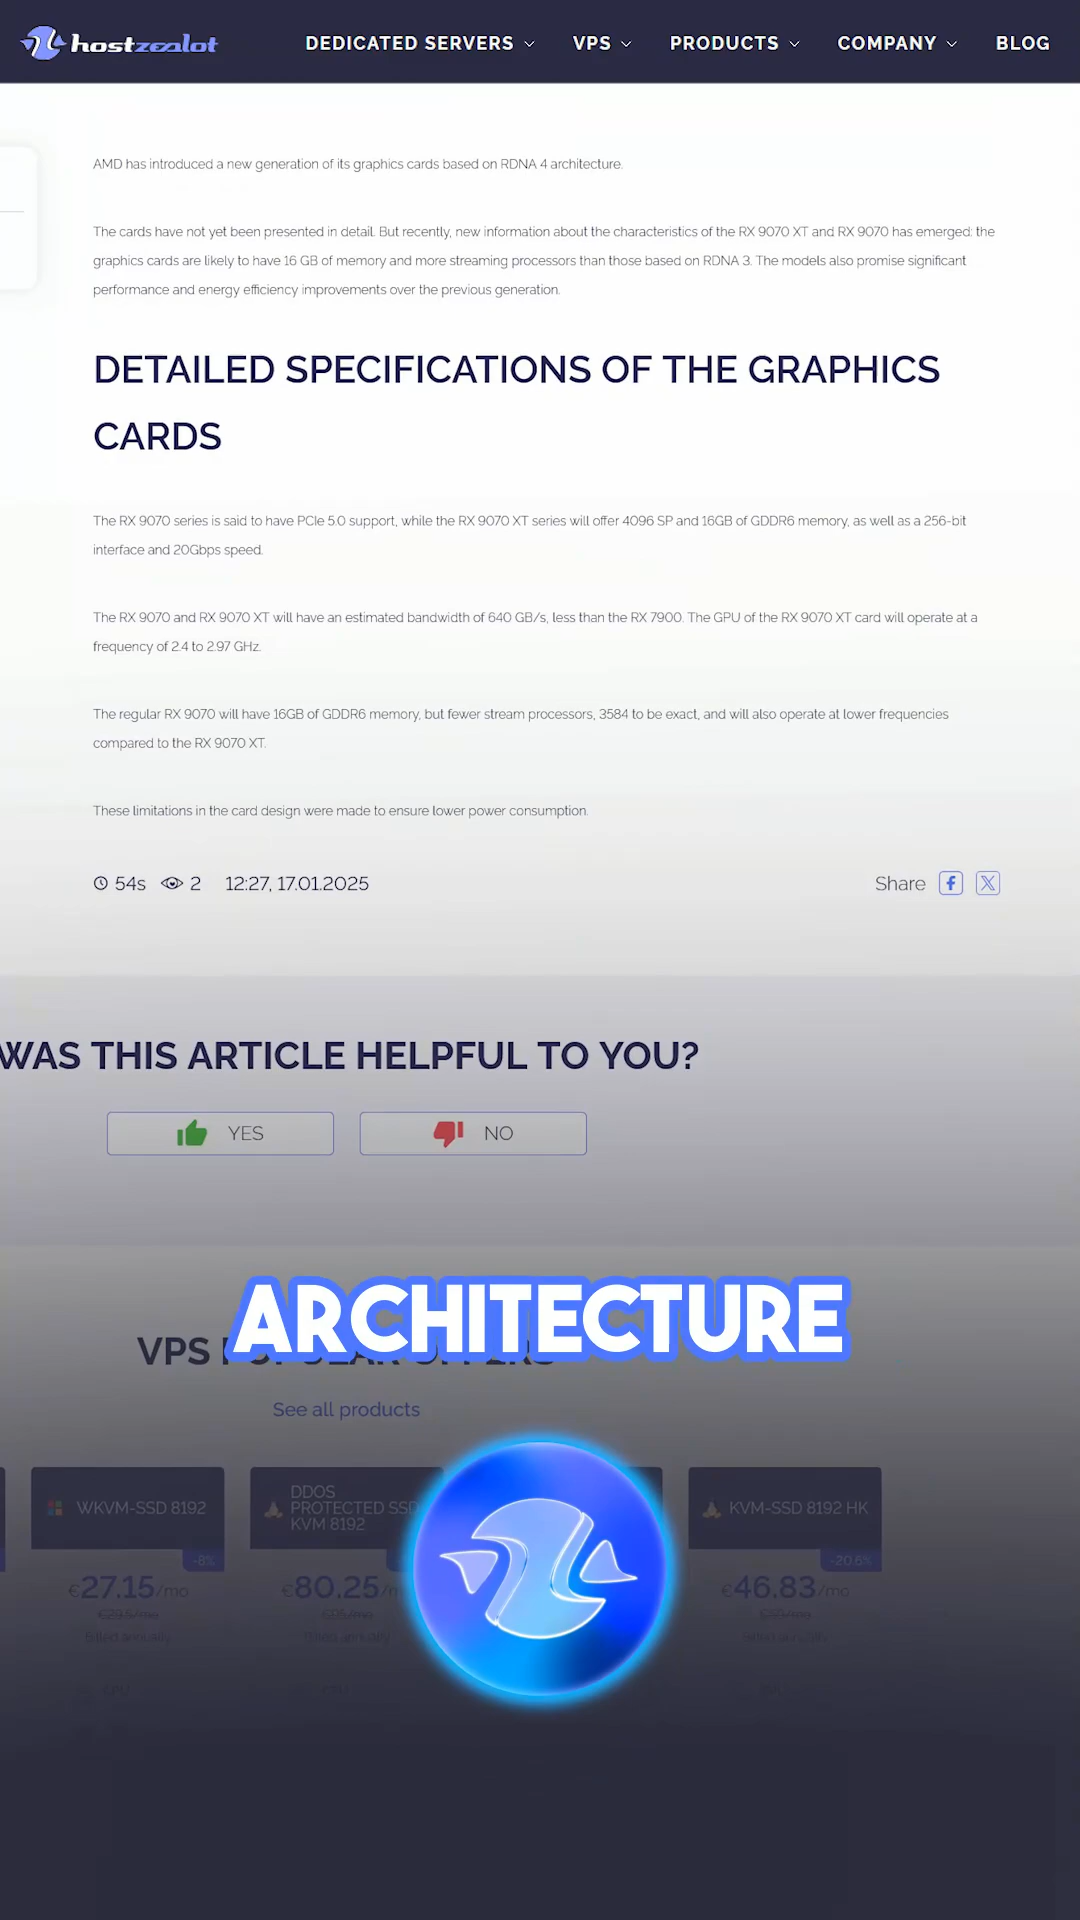 hostzealot
DEDICATED SERVERS
VPS
PRODUCTS
COMPANY
BLOG
AMD has introduced a new generation of its graphics cards based on RDNA 4 architecture.
The cards have not yet been presented in detail. But recently, new information about the characteristics of the RX 9070 XT and RX 9070 has emerged: the
graphics cards are likely to have 16 GB of memory and more streaming processors than those based on RDNA 3. The models also promise significant
performance and energy efficiency improvements over the previous generation.
DETAILED SPECIFICATIONS OF THE GRAPHICS
CARDS
The RX 9070 series is said to have PCIe 5.0 support, while the RX 9070 XT series will offer 4096 SP and 16GB of GDDR6 memory, as well as a 256-bit
interface and 20Gbps speed.
The RX 9070 and RX 9070 XT will have an estimated bandwidth of 640 GB/s, less than the RX 7900. The GPU of the RX 9070 XT card will operate at a
frequency of 2.4 to 2.97 GHz.
The regular RX 9070 will have 16GB of GDDR6 memory, but fewer stream processors, 3584 to be exact, and will also operate at lower frequencies
compared to the RX 9070 XT.
These limitations in the card design were made to ensure lower power consumption.
54s 2 12:27, 17.01.2025
Share
WAS THIS ARTICLE HELPFUL TO YOU?
YES
NO
ARCHITECTURE
VPS
See all products
WKVM-SSD 8192
DDOS
PROTECTED SSD
KVM 8192
KVM-SSD 8192 HK
-8%
-20.5%
€27.15/mo
€80.25/m
€46.83/mo
billed annually